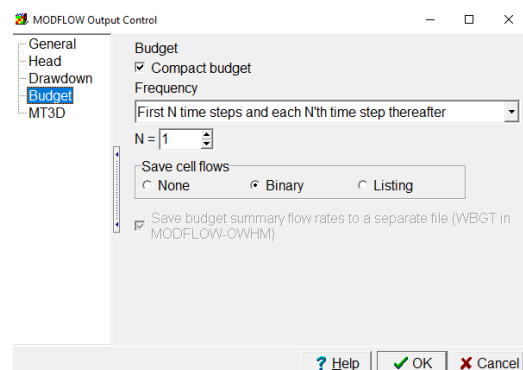 MODFLOW Output Control
General
Head
Drawdown
Budget
MT3D
Budget
Compact budget
Frequency
First N time steps and each N'th time step thereafter
N = 1
Save cell flows
None Binary Listing
Save budget summary flow rates to a separate file (WBGT in
MODFLOW-OWHM)
? Help OK Cancel